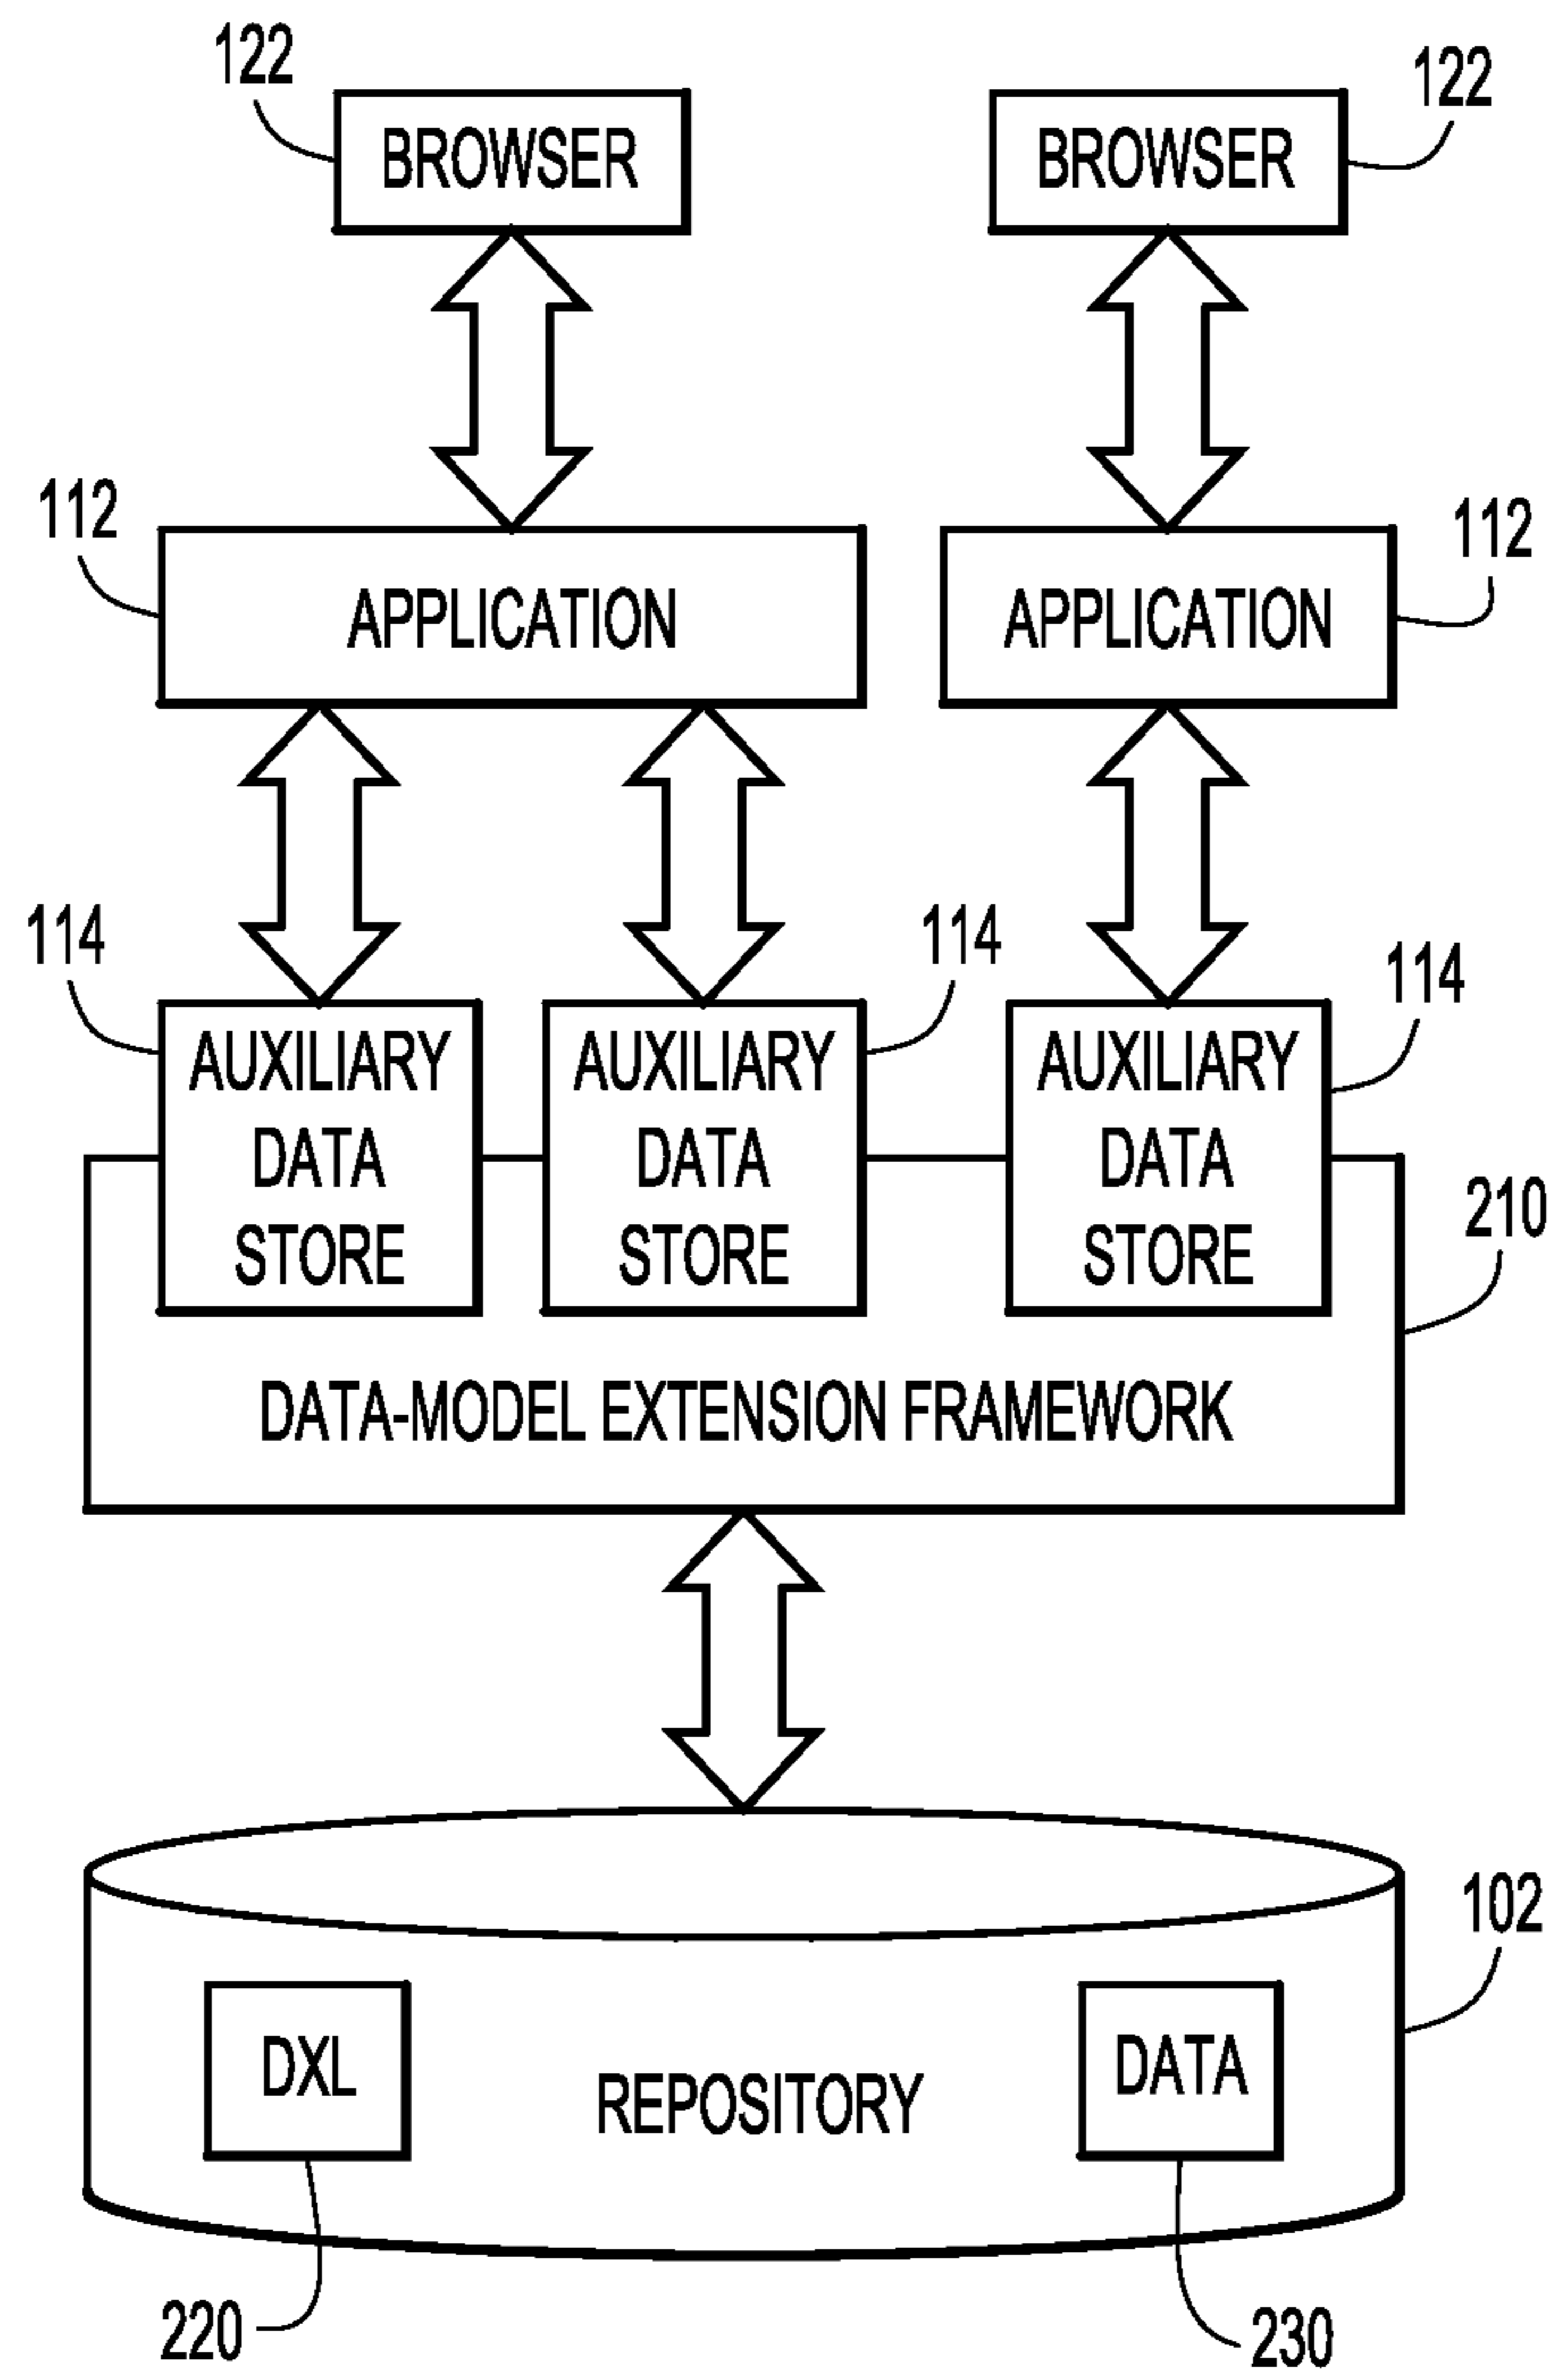 122
122
BROWSER
BROWSER
112
112
APPLICATION
APPLICATION
114
114
114
AUXILIARY
DATA
STORE
AUXILIARY
DATA
STORE
AUXILIARY
DATA
STORE
210
DATA-MODEL EXTENSION FRAMEWORK
102
DXL
REPOSITORY
DATA
220
230